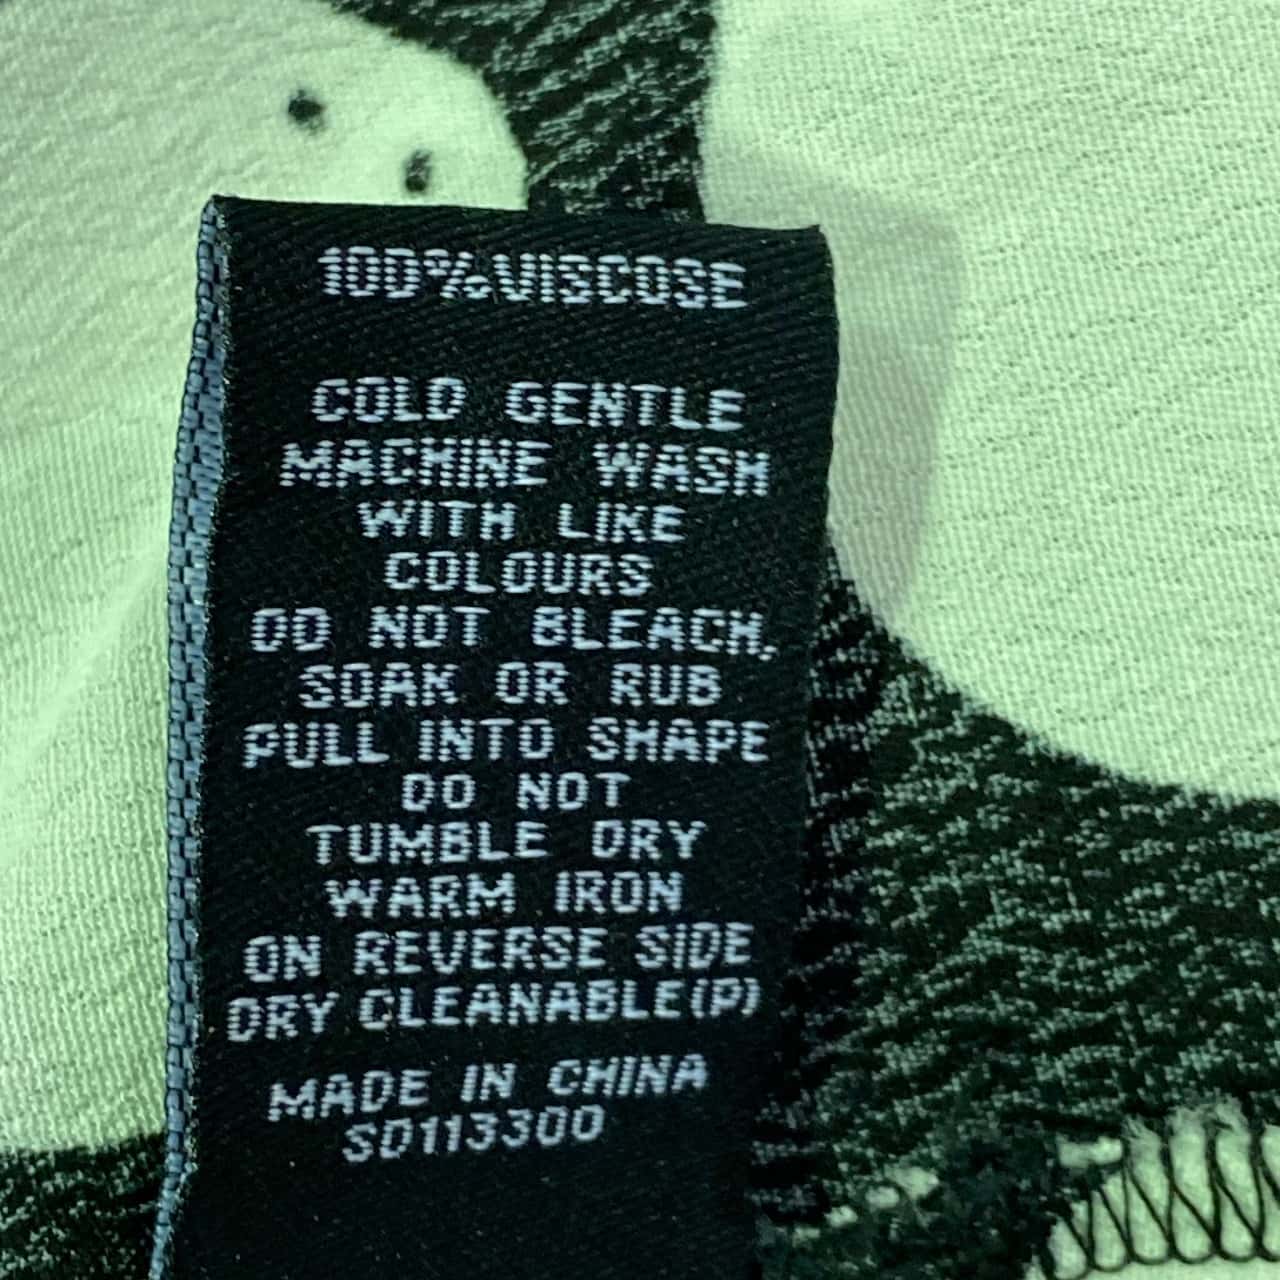 100%VISCOSE
COLD GENTLE
MACHINE WASH
WITH LIKE
COLOURS
DO NOT BLEACH,
SOAK OR RUB
PULL INTO SHAPE
DO NOT
TUMBLE DRY
WARM IRON
ON REVERSE SIDE
DRY CLEANABLE(P)
MADE IN CHINA
SD113300